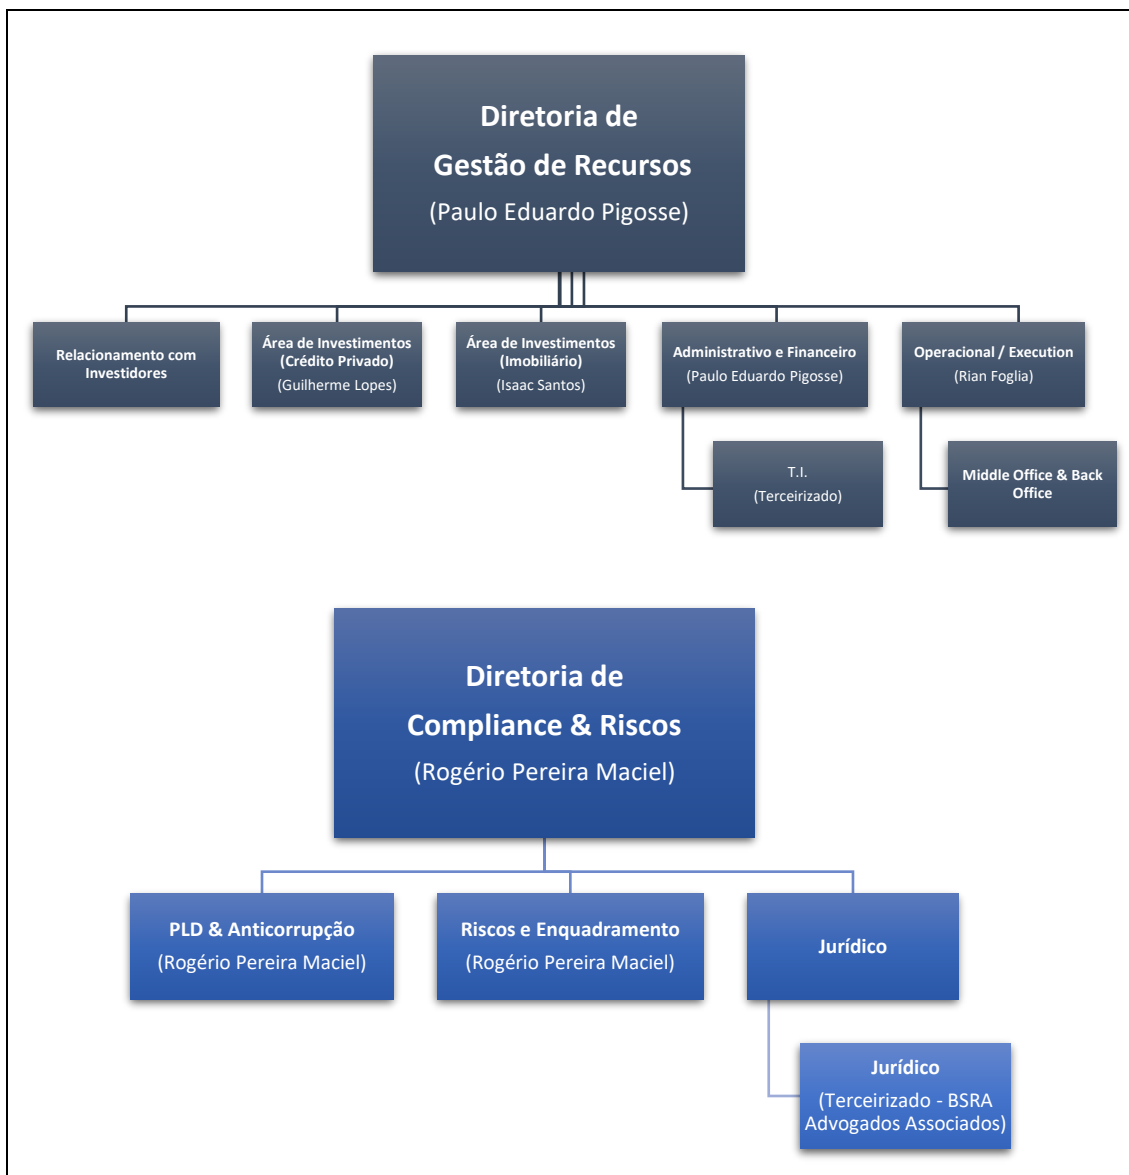 Diretoria de
Gestão de Recursos
(Paulo Eduardo Pigosse)
Relacionamento com
Investidores
Área de Investimentos
(Crédito Privado)
(Guilherme Lopes)
Área de Investimentos
(Imobiliário)
(Isaac Santos)
Administrativo e Financeiro
(Paulo Eduardo Pigosse)
Operacional / Execution
(Rian Foglia)
T.I.
(Terceirizado)
Middle Office & Back
Office
Diretoria de
Compliance & Riscos
(Rogério Pereira Maciel)
PLD & Anticorrupção
(Rogério Pereira Maciel)
Riscos e Enquadramento
(Rogério Pereira Maciel)
Jurídico
Jurídico
(Terceirizado - BSRA
Advogados Associados)